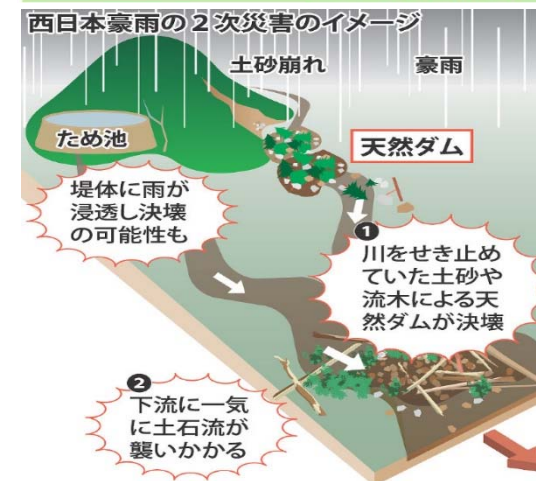 西日本豪雨の2次災害のイメージ
土砂崩れ
豪雨
ため池
天然ダム
堤体に雨が
浸透し決壊
の可能性も
❶
川をせき止め
ていた土砂や
流木による天
然ダムが決壊
❷
下流に一気
に土石流が
襲いかかる